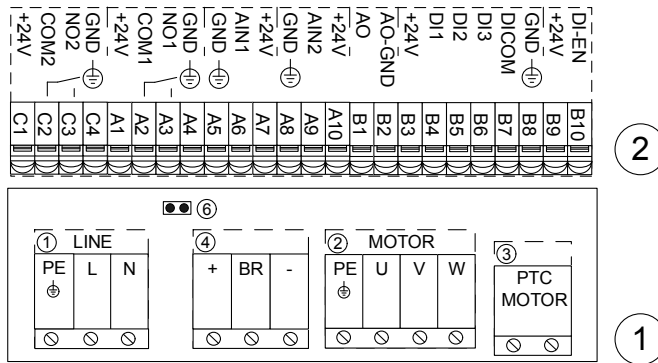 +24V COM2 NO2 GND +24V COM1 NO1 GND GND AIN1 +24V GND AIN2 +24V AO AO-GND +24V DI1 DI2 DI3 DICOM GND +24V DI-EN
C1 C2 C3 C4 A1 A2 A3 A4 A5 A6 A7 A8 A9 A10 B1 B2 B3 B4 B5 B6 B7 B8 B9 B10
2
6
1 LINE 4 2 MOTOR 3
PE L N + BR - PE U V W PTC
MOTOR
1